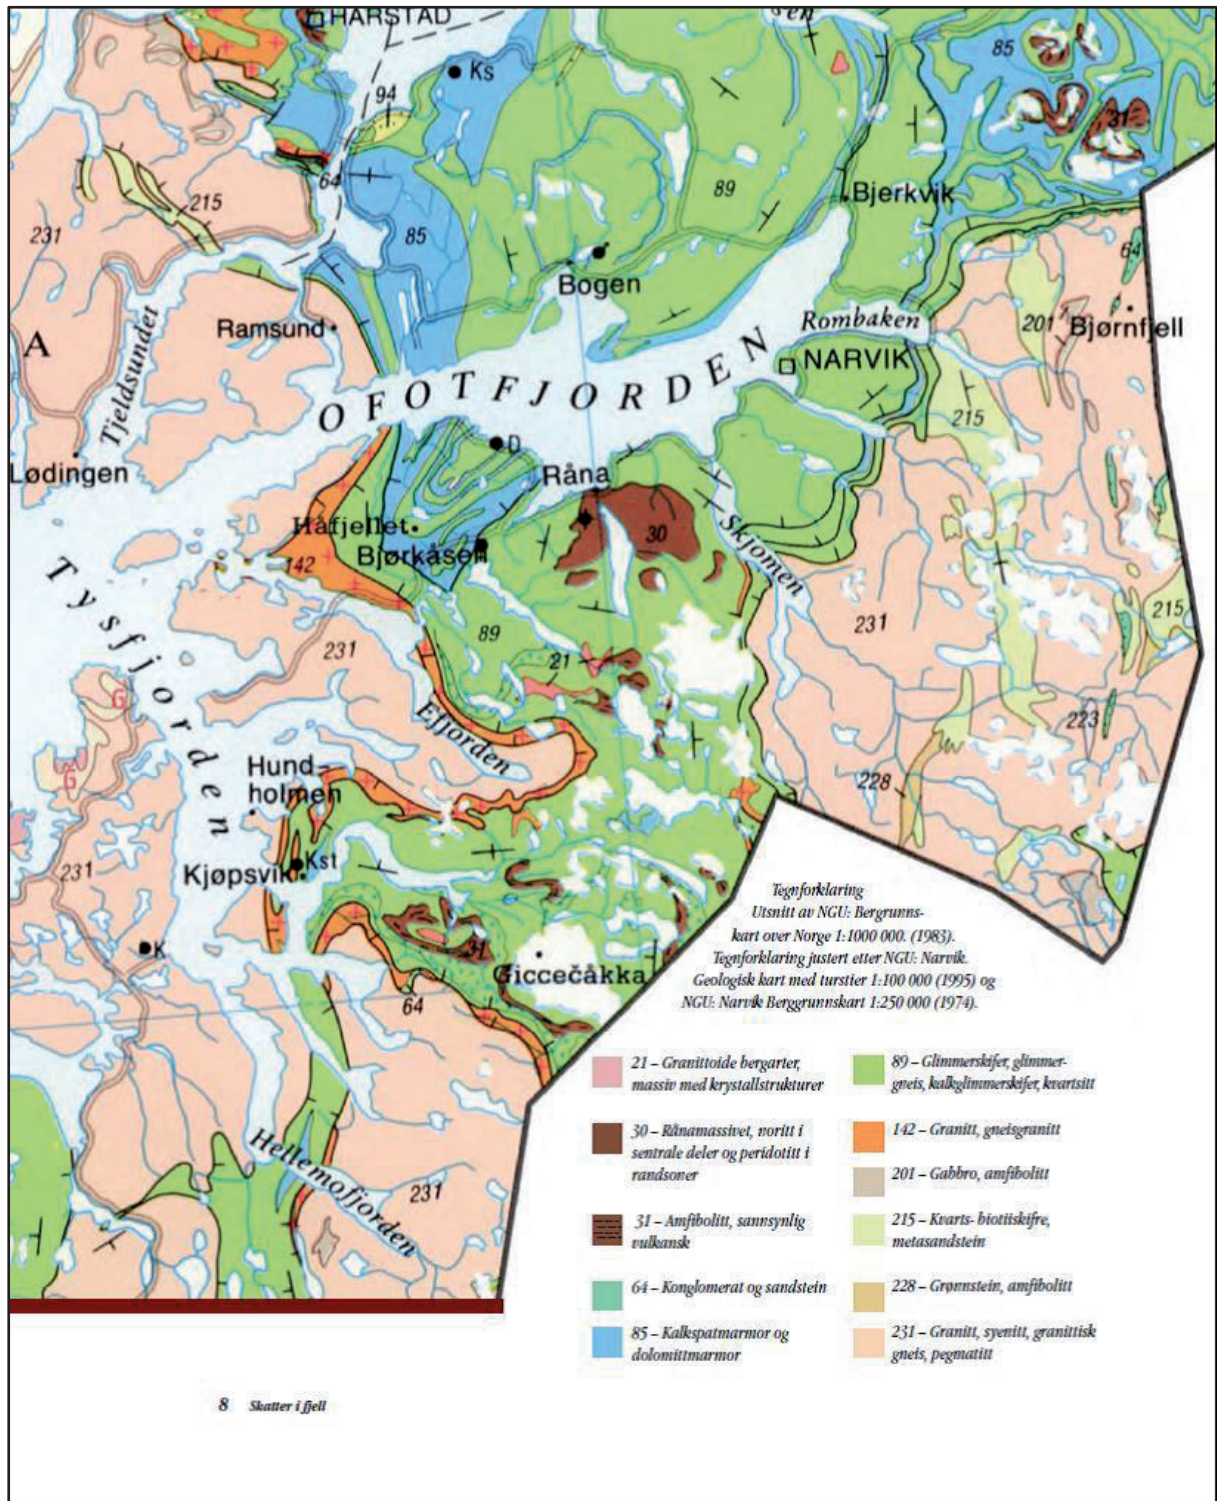 HARSTAD
Ks
94
85
31
64
89
Bjerkvik
215
231
85
64
Bogen
Ramsund
Rombaken
201
Bjørnfjell
A
Tjeldsundet
NARVIK
OFOTFJORDEN
215
D
Lødingen
Råna
Håfjellet
30
Skjomen
Bjørkåsen
142
Tysfjorden
89
231
231
215
21
G
Efjorden
223
Hund-
holmen
G
228
231
Kst
Kjøpsvik
K
31
Giccečåkka
64
Hellemofjorden
231
Tegnforklaring
Utsnitt av NGU: Bergrunns-
kart over Norge 1:1000 000. (1983).
Tegnforklaring justert etter NGU: Narvik.
Geologisk kart med turstier 1:100 000 (1995) og
NGU: Narvik Berggrunnskart 1:250 000 (1974).
21 – Granittoide bergarter,
massiv med krystallstrukturer
30 – Rånamassivet, noritt i
sentrale deler og peridotitt i
randsoner
31 – Amfibolitt, sannsynlig
vulkansk
64 – Konglomerat og sandstein
85 – Kalkspatmarmor og
dolomittmarmor
89 – Glimmerskifer, glimmer-
gneis, kalkglimmerskifer, kvartsitt
142 – Granitt, gneisgranitt
201 – Gabbro, amfibolitt
215 – Kvarts- biotiiskifre,
metasandstein
228 – Grønnstein, amfibolitt
231 – Granitt, syenitt, granittisk
gneis, pegmatitt
8 Skatter i fjell